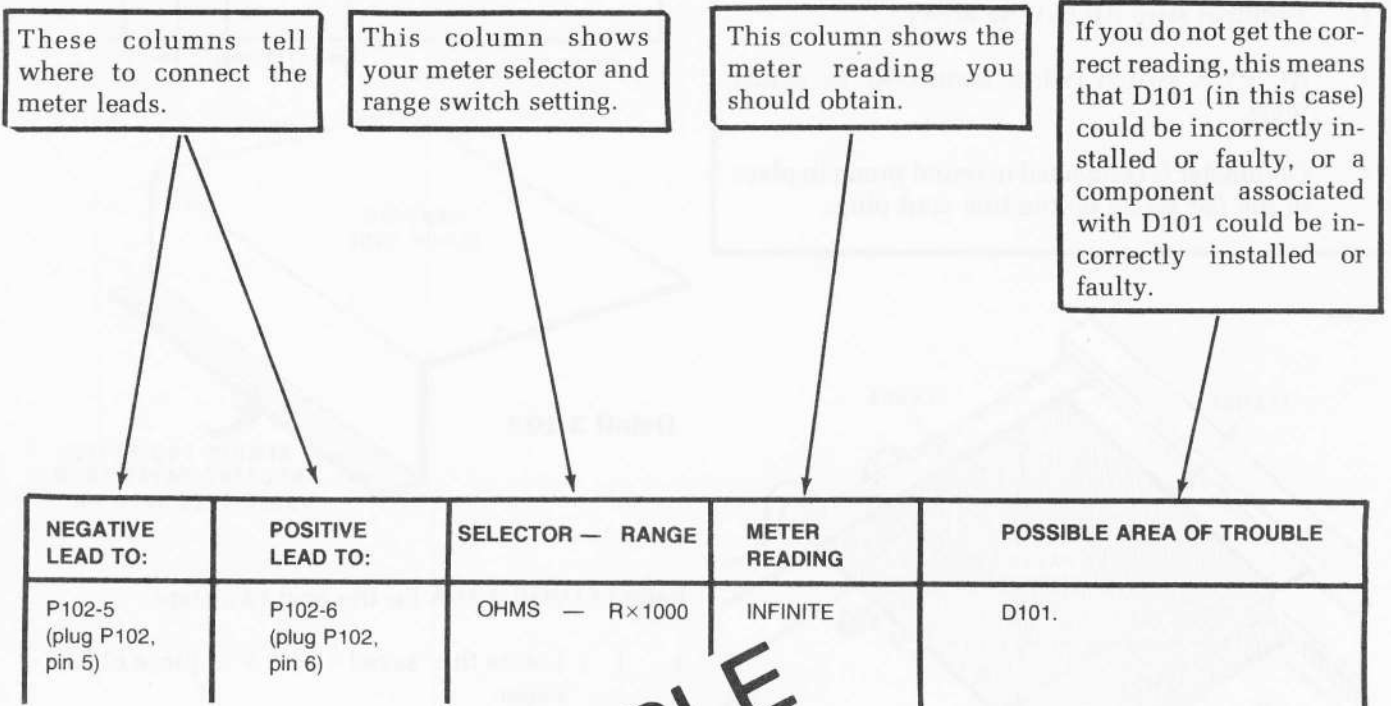 These columns tell
where to connect the
meter leads.
This column shows
your meter selector and
range switch setting.
This column shows the
meter reading you
should obtain.
If you do not get the cor-
rect reading, this means
that D101 (in this case)
could be incorrectly in-
stalled or faulty, or a
component associated
with D101 could be in-
correctly installed or
faulty.
NEGATIVE
LEAD TO:
POSITIVE
LEAD TO:
SELECTOR — RANGE
METER
READING
POSSIBLE AREA OF TROUBLE
P102-5
(plug P102,
pin 5)
P102-6
(plug P102,
pin 6)
OHMS — R×1000
INFINITE
D101.